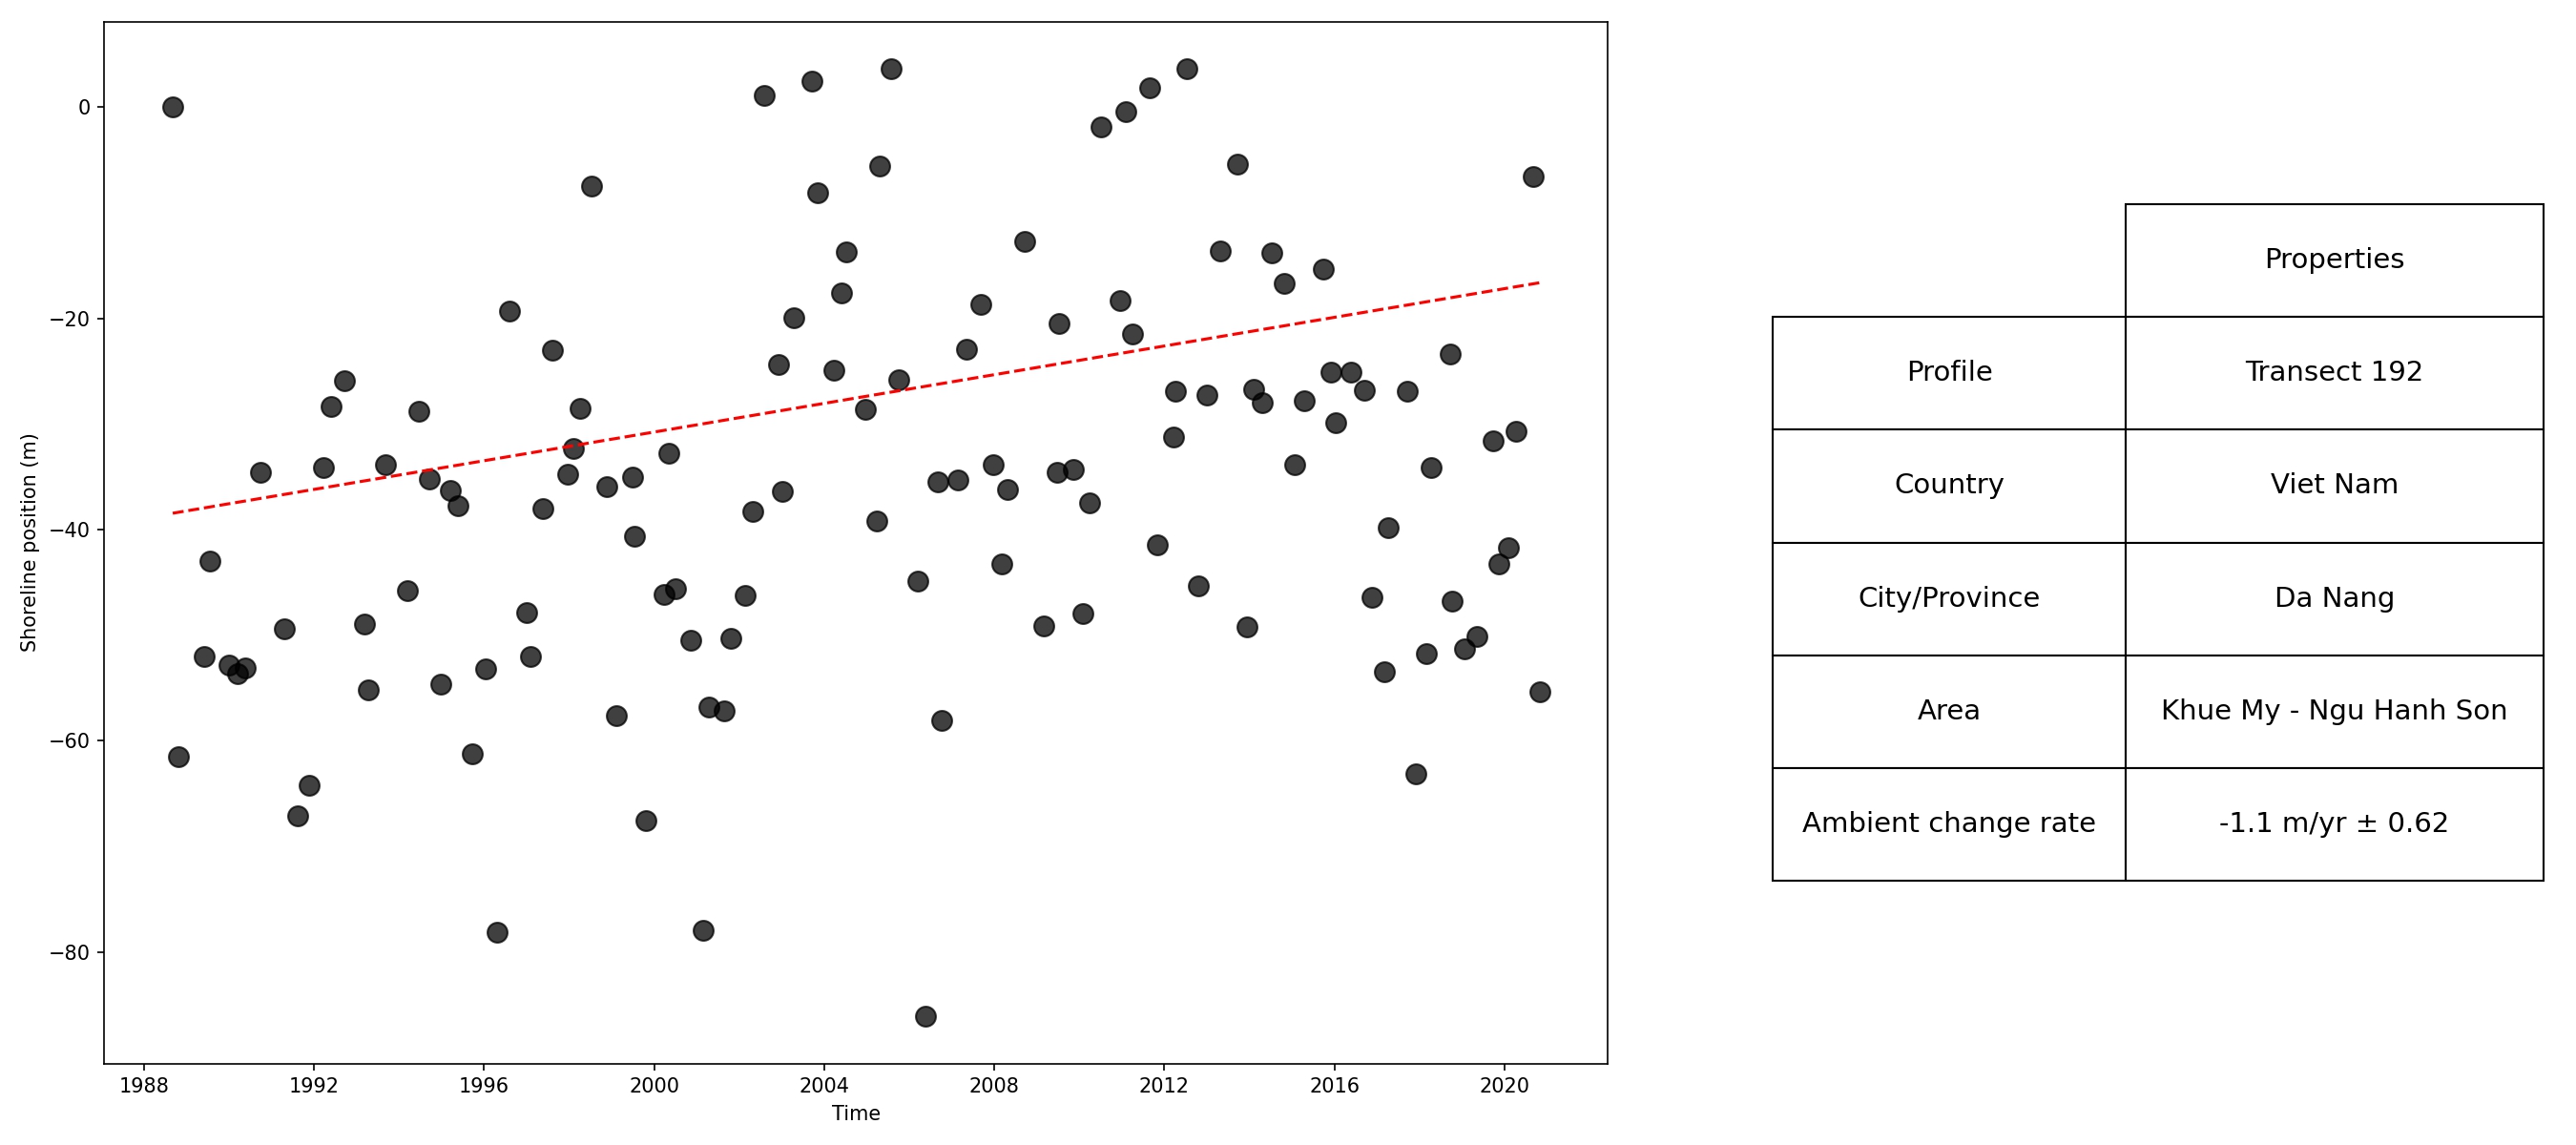 0
−20
−40
−60
−80
Shoreline position (m)
1988 1992 1996 2000 2004 2008 2012 2016 2020
Time
Properties
Profile Transect 192
Country Viet Nam
City/Province Da Nang
Area Khue My - Ngu Hanh Son
Ambient change rate -1.1 m/yr ± 0.62